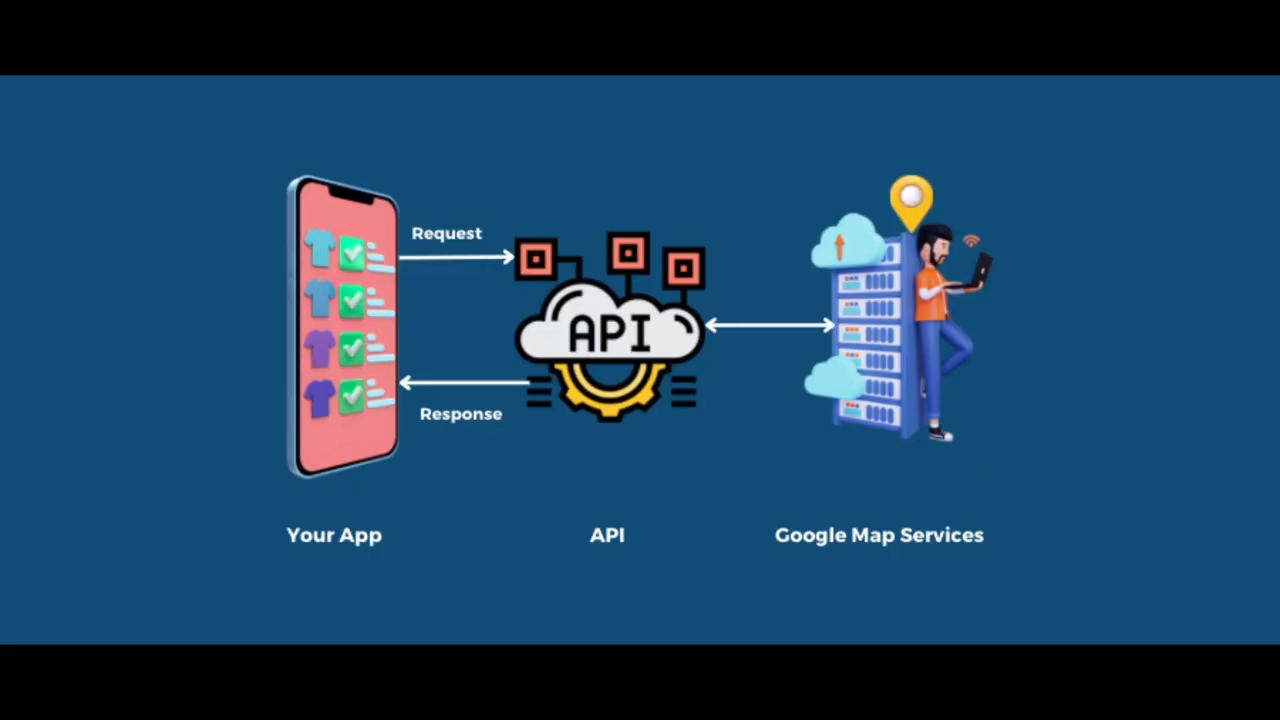 Request
API
Response
Your App
API
Google Map Services